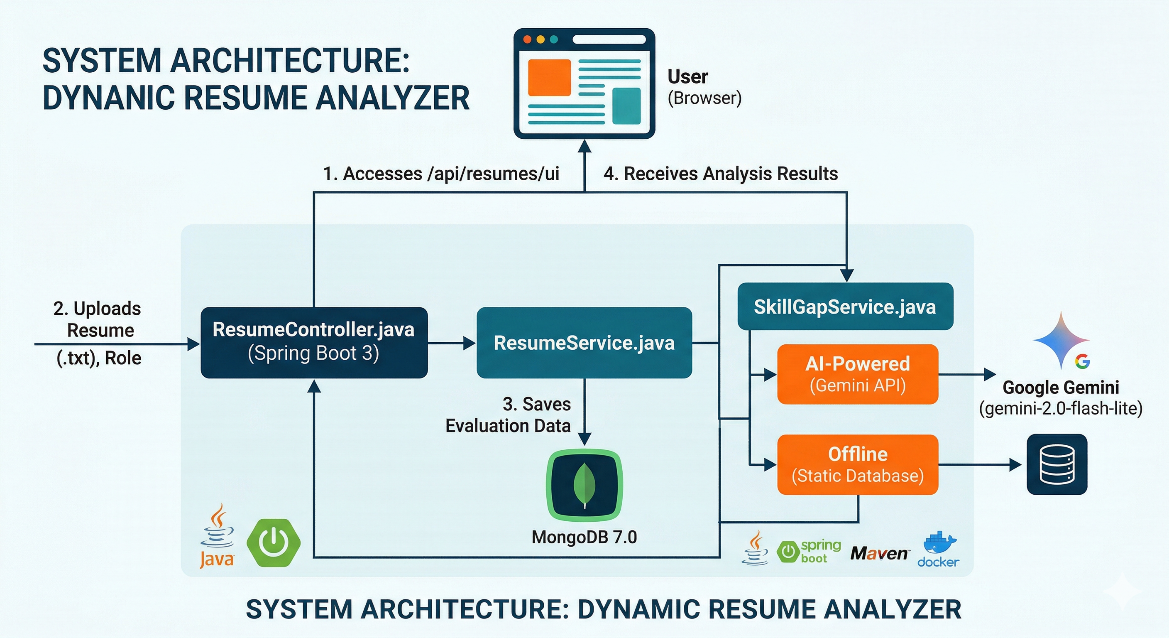 SYSTEM ARCHITECTURE:
DYNANIC RESUME ANALYZER
User
(Browser)
1. Accesses /api/resumes/ui
4. Receives Analysis Results
2. Uploads
Resume
(.txt), Role
ResumeController.java
(Spring Boot 3)
ResumeService.java
SkillGapService.java
AI-Powered
(Gemini API)
Google Gemini
(gemini-2.0-flash-lite)
3. Saves
Evaluation Data
Offline
(Static Database)
MongoDB 7.0
Java
spring
boot
Maven
docker
SYSTEM ARCHITECTURE: DYNAMIC RESUME ANALYZER